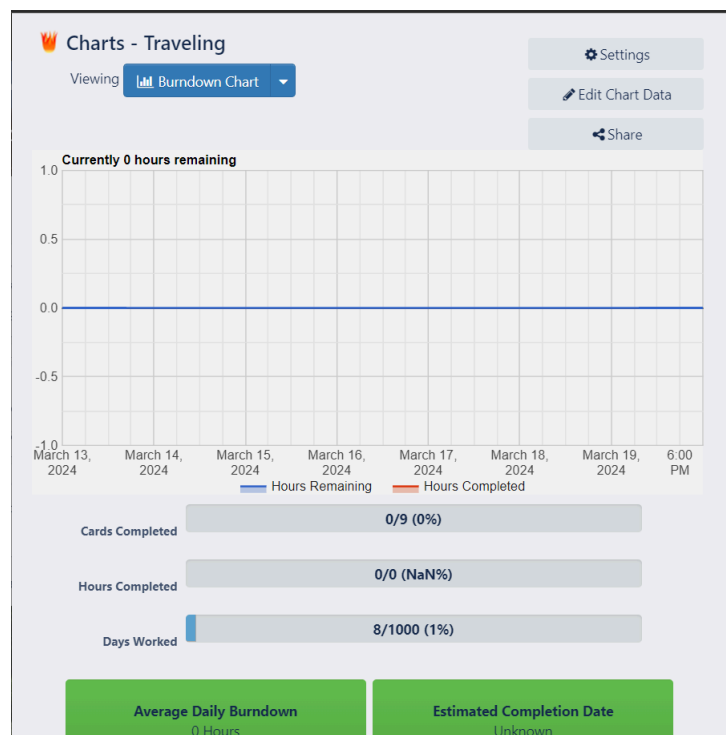 Charts - Traveling
Viewing
Burndown Chart
Settings
Edit Chart Data
Share
Currently 0 hours remaining
1.0
0.5
0.0
-0.5
-1.0
March 13, March 14, March 15, March 16, March 17, March 18, March 19, 6:00
2024 2024 2024 2024 2024 2024 2024 PM
Hours Remaining Hours Completed
Cards Completed 0/9 (0%)
Hours Completed 0/0 (NaN%)
Days Worked 8/1000 (1%)
Average Daily Burndown Estimated Completion Date
0 Hours Unknown